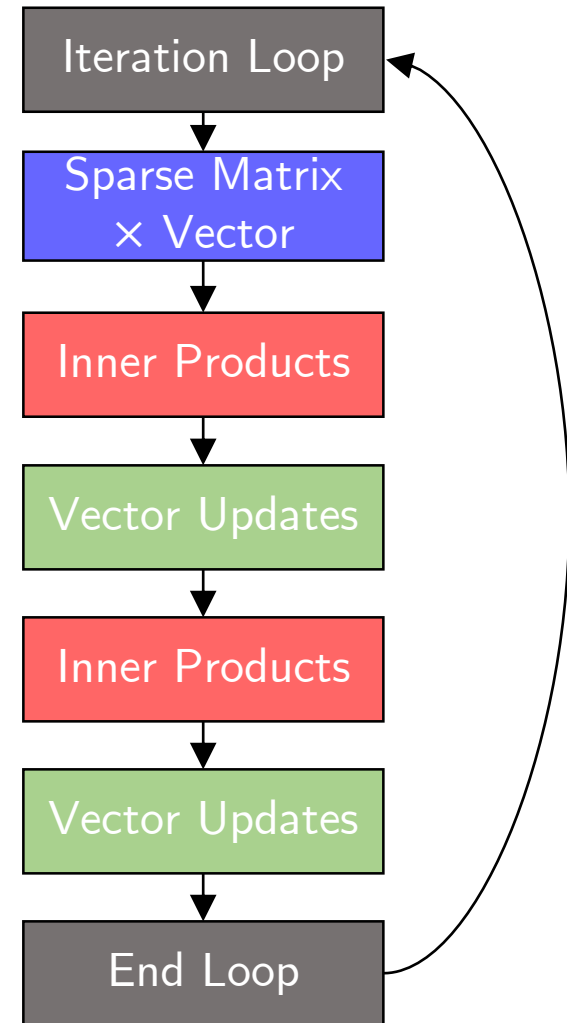 Iteration Loop
Sparse Matrix
× Vector
Inner Products
Vector Updates
Inner Products
Vector Updates
End Loop